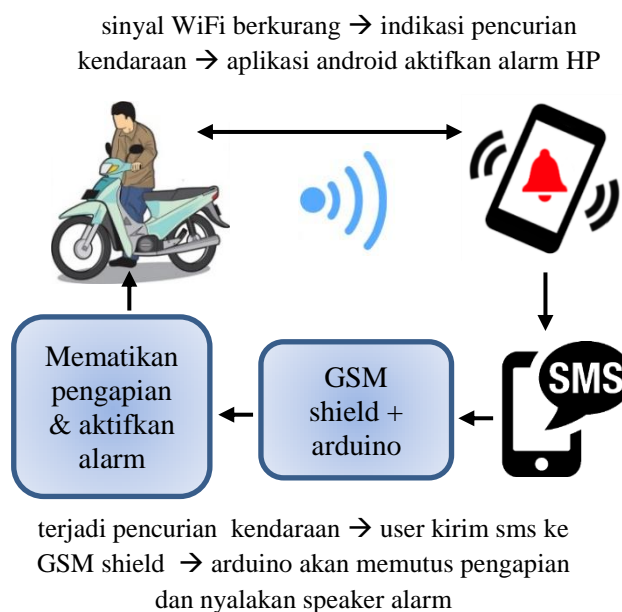 sinyal WiFi berkurang → indikasi pencurian
kendaraan → aplikasi android aktifkan alarm HP
Mematikan
pengapian
& aktifkan
alarm
GSM
shield +
arduino
SMS
terjadi pencurian kendaraan → user kirim sms ke
GSM shield → arduino akan memutus pengapian
dan nyalakan speaker alarm